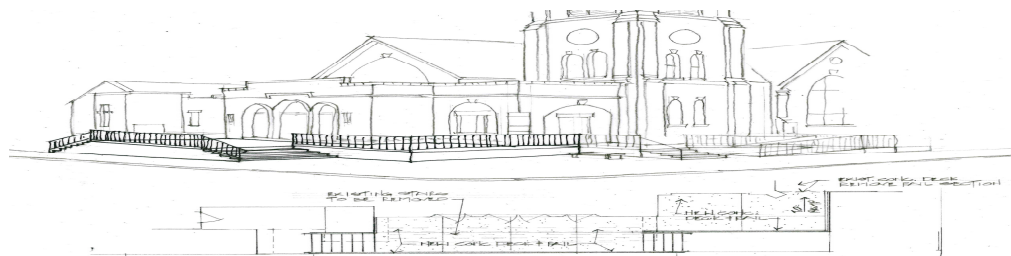 EXISTING STAIRS
TO BE REMOVED
EXIST. CONC. DECK
REMOVE RAIL SECTION
NEW CONC.
DECK & RAIL
NEW CONC DECK & RAIL